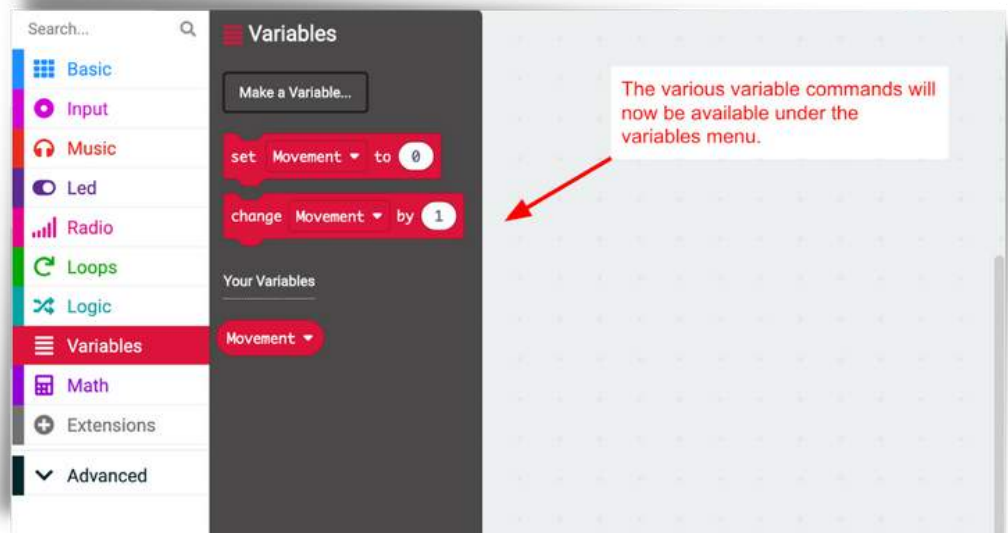 Search...
Basic
Input
Music
Led
Radio
Loops
Logic
Variables
Math
Extensions
Advanced
Variables
Make a Variable...
set Movement to 0
change Movement by 1
Your Variables
Movement
The various variable commands will
now be available under the
variables menu.